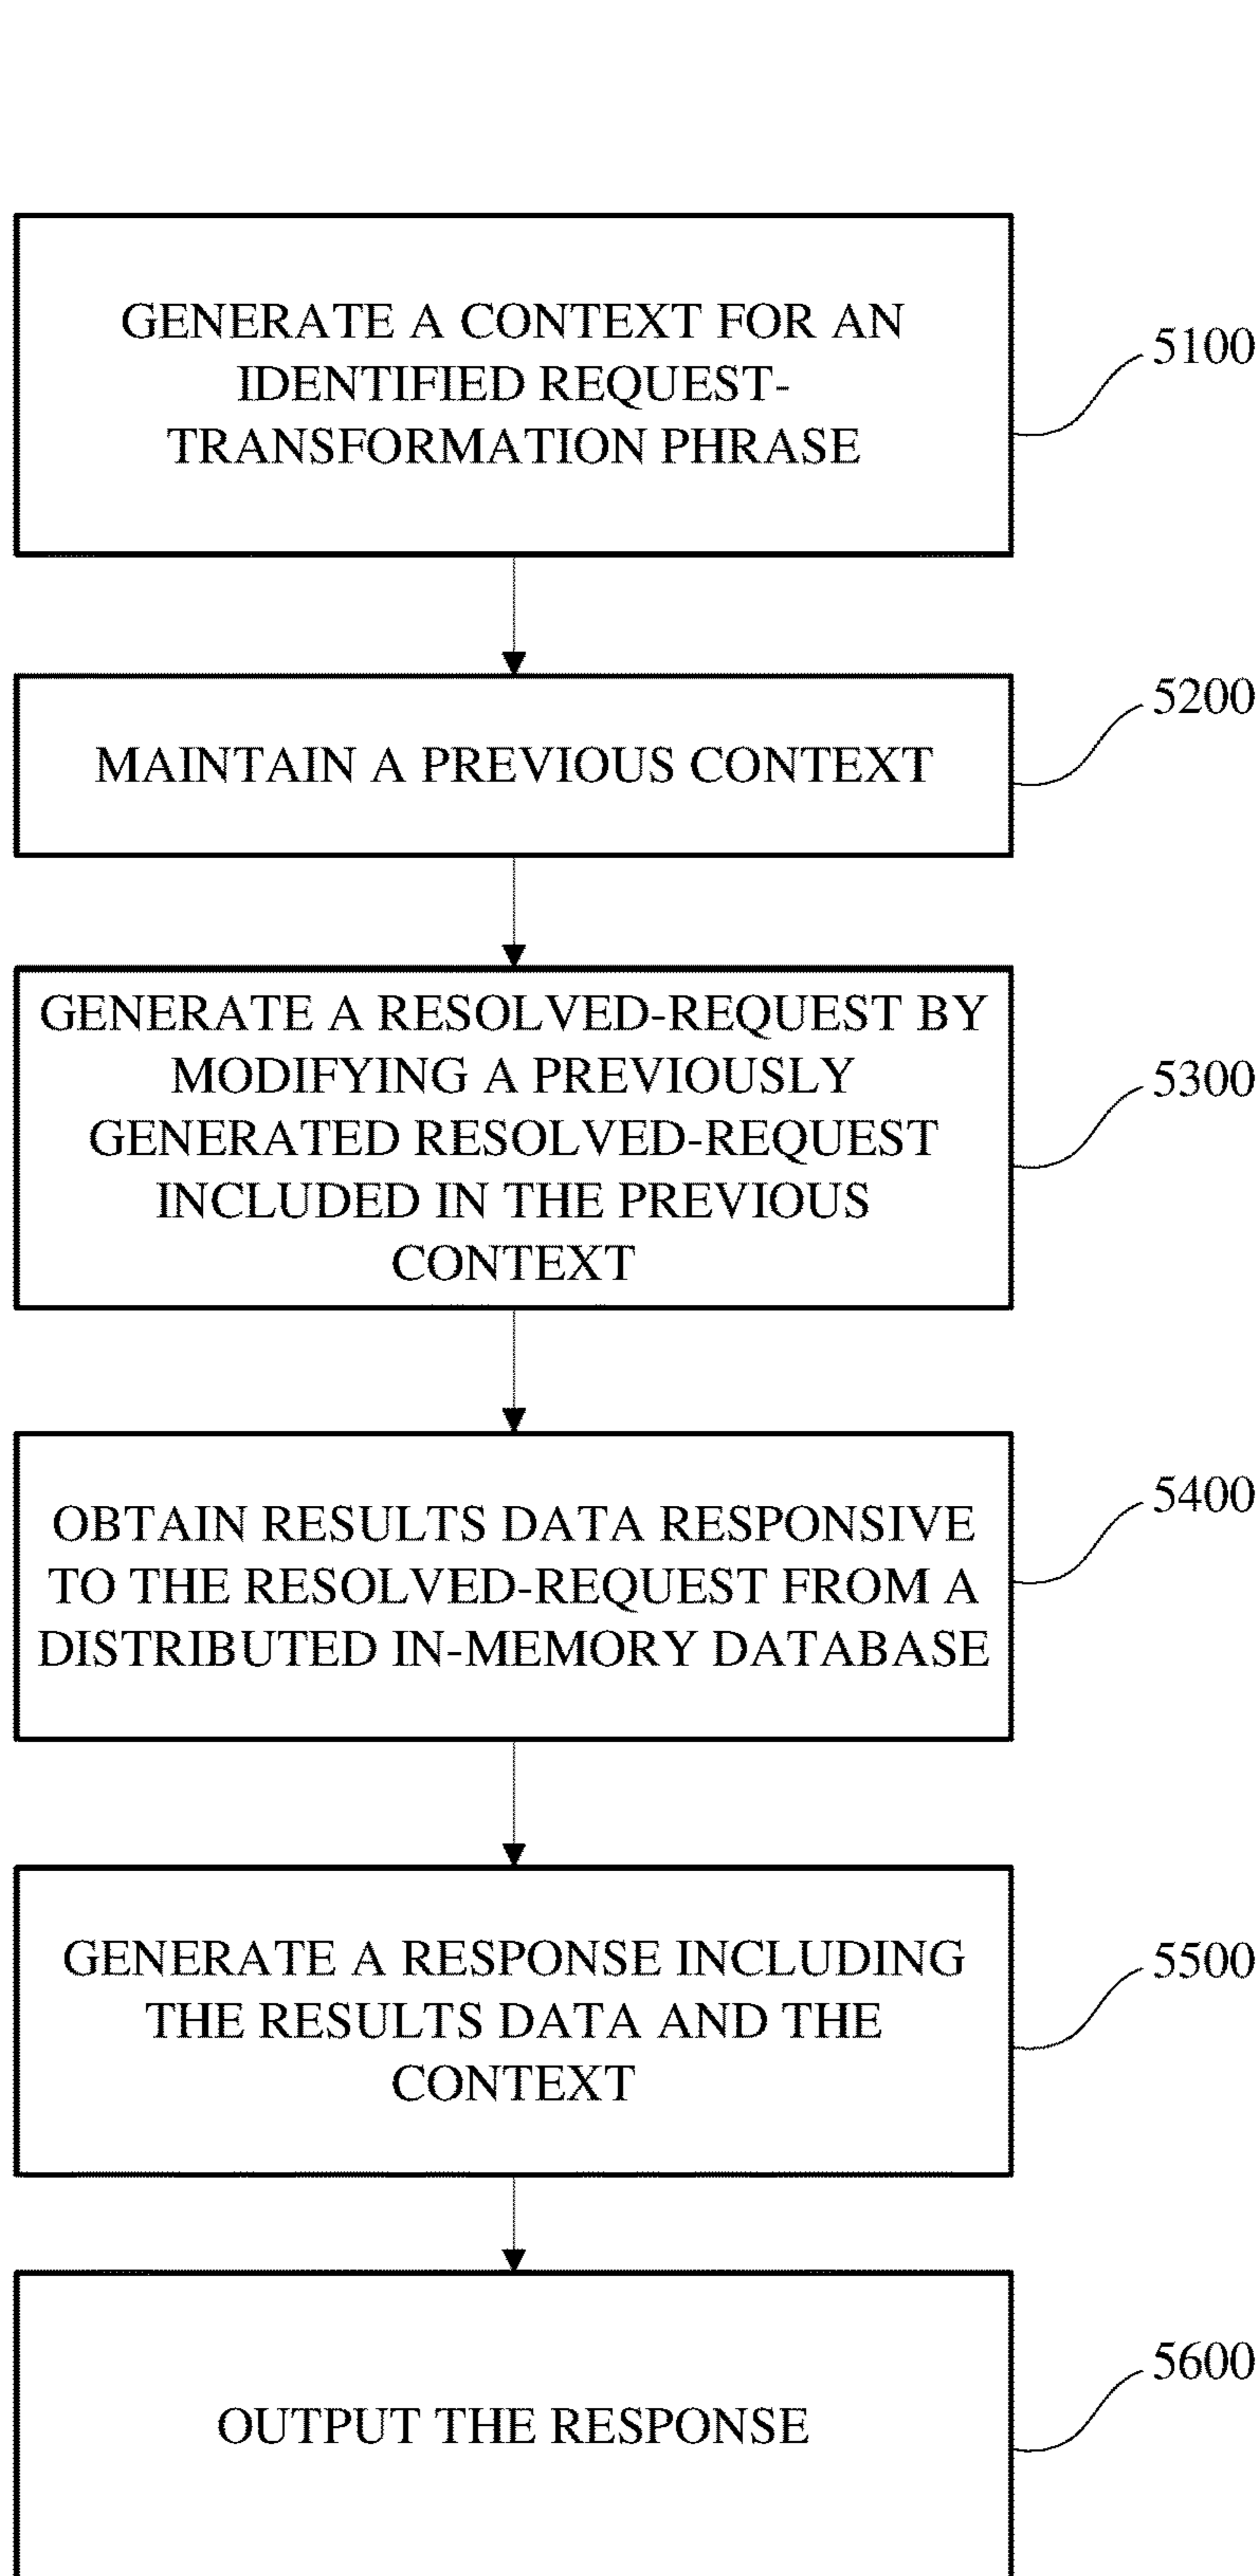 GENERATE A CONTEXT FOR AN
IDENTIFIED REQUEST-
TRANSFORMATION PHRASE
5100
MAINTAIN A PREVIOUS CONTEXT
5200
GENERATE A RESOLVED-REQUEST BY
MODIFYING A PREVIOUSLY
GENERATED RESOLVED-REQUEST
INCLUDED IN THE PREVIOUS
CONTEXT
5300
OBTAIN RESULTS DATA RESPONSIVE
TO THE RESOLVED-REQUEST FROM A
DISTRIBUTED IN-MEMORY DATABASE
5400
GENERATE A RESPONSE INCLUDING
THE RESULTS DATA AND THE
CONTEXT
5500
OUTPUT THE RESPONSE
5600